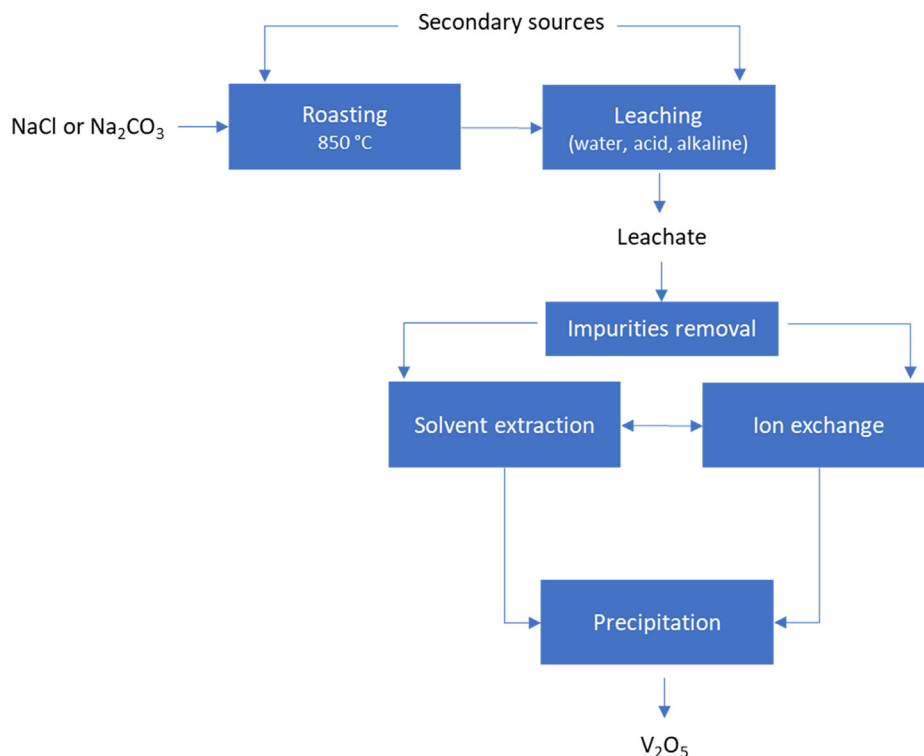 Secondary sources
NaCl or Na₂CO₃
Roasting
850 °C
Leaching
(water, acid, alkaline)
Leachate
Impurities removal
Solvent extraction
Ion exchange
Precipitation
V₂O₅